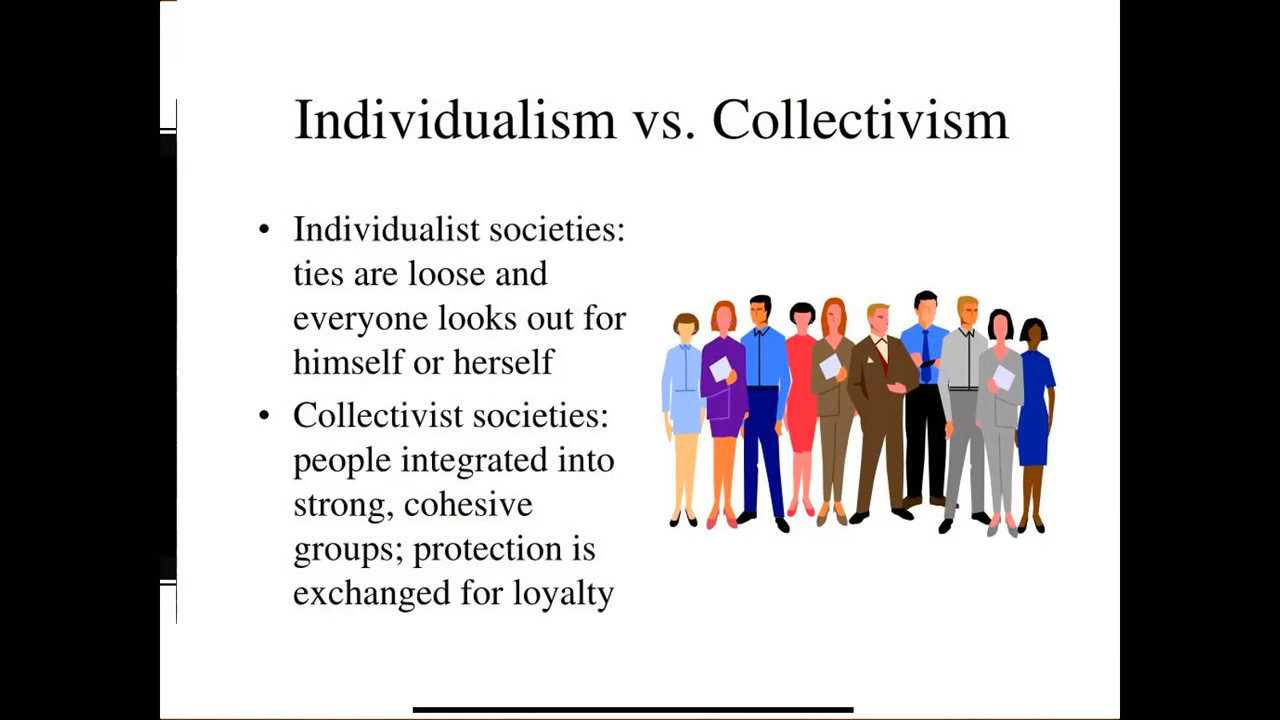 Individualism vs. Collectivism
• Individualist societies:
ties are loose and
everyone looks out for
himself or herself
• Collectivist societies:
people integrated into
strong, cohesive
groups; protection is
exchanged for loyalty